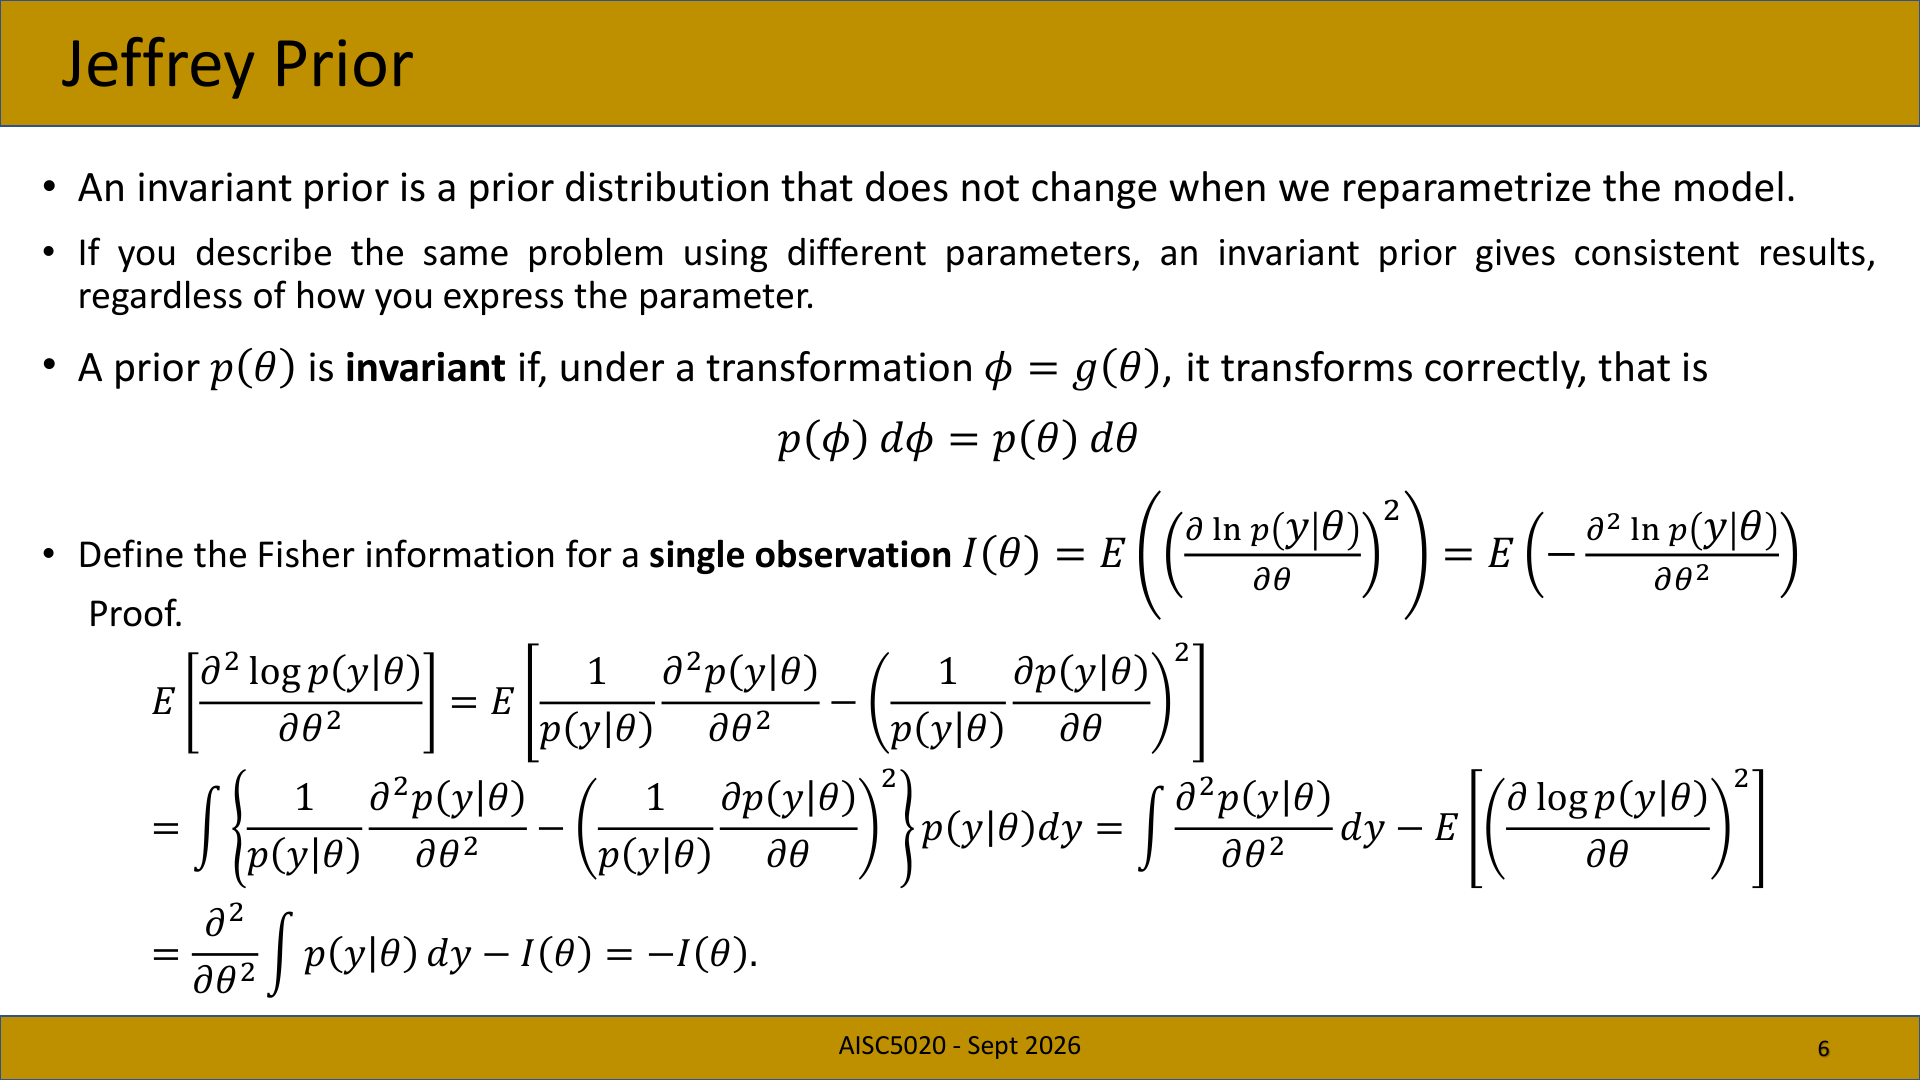 Jeffrey Prior
• An invariant prior is a prior distribution that does not change when we reparametrize the model.
• If you describe the same problem using different parameters, an invariant prior gives consistent results,
regardless of how you express the parameter.
• A prior p(θ) is invariant if, under a transformation ϕ = g(θ), it transforms correctly, that is
p(ϕ) dϕ = p(θ) dθ
• Define the Fisher information for a single observation I(θ) = E((∂ ln p(y|θ)/∂θ)²) = E(−∂² ln p(y|θ)/∂θ²)
Proof.
E[∂² log p(y|θ)/∂θ²] = E[1/p(y|θ) ∂²p(y|θ)/∂θ² − (1/p(y|θ) ∂p(y|θ)/∂θ)²]
= ∫{1/p(y|θ) ∂²p(y|θ)/∂θ² − (1/p(y|θ) ∂p(y|θ)/∂θ)²} p(y|θ)dy = ∫ ∂²p(y|θ)/∂θ² dy − E[(∂ log p(y|θ)/∂θ)²]
= ∂²/∂θ² ∫ p(y|θ) dy − I(θ) = −I(θ).
AISC5020 - Sept 2026
6